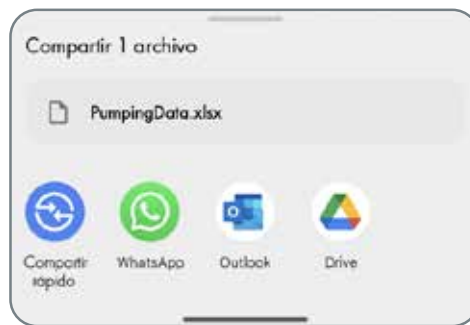 Compartir 1 archivo
PumpingData.xlsx
Compartir rápido
WhatsApp
Outlook
Drive